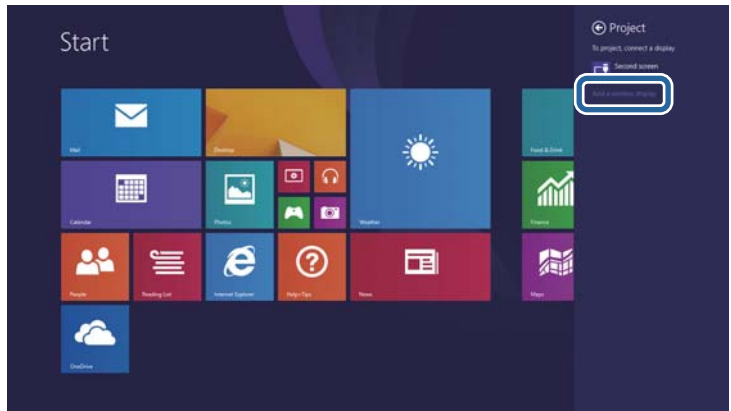 Start
Project
To project, connect a display
Second screen
Add a wireless display
Mail
Desktop
Food & Drink
Calendar
Photos
Weather
Finance
People
Reading List
Internet Explorer
Help+Tips
News
Maps
OneDrive